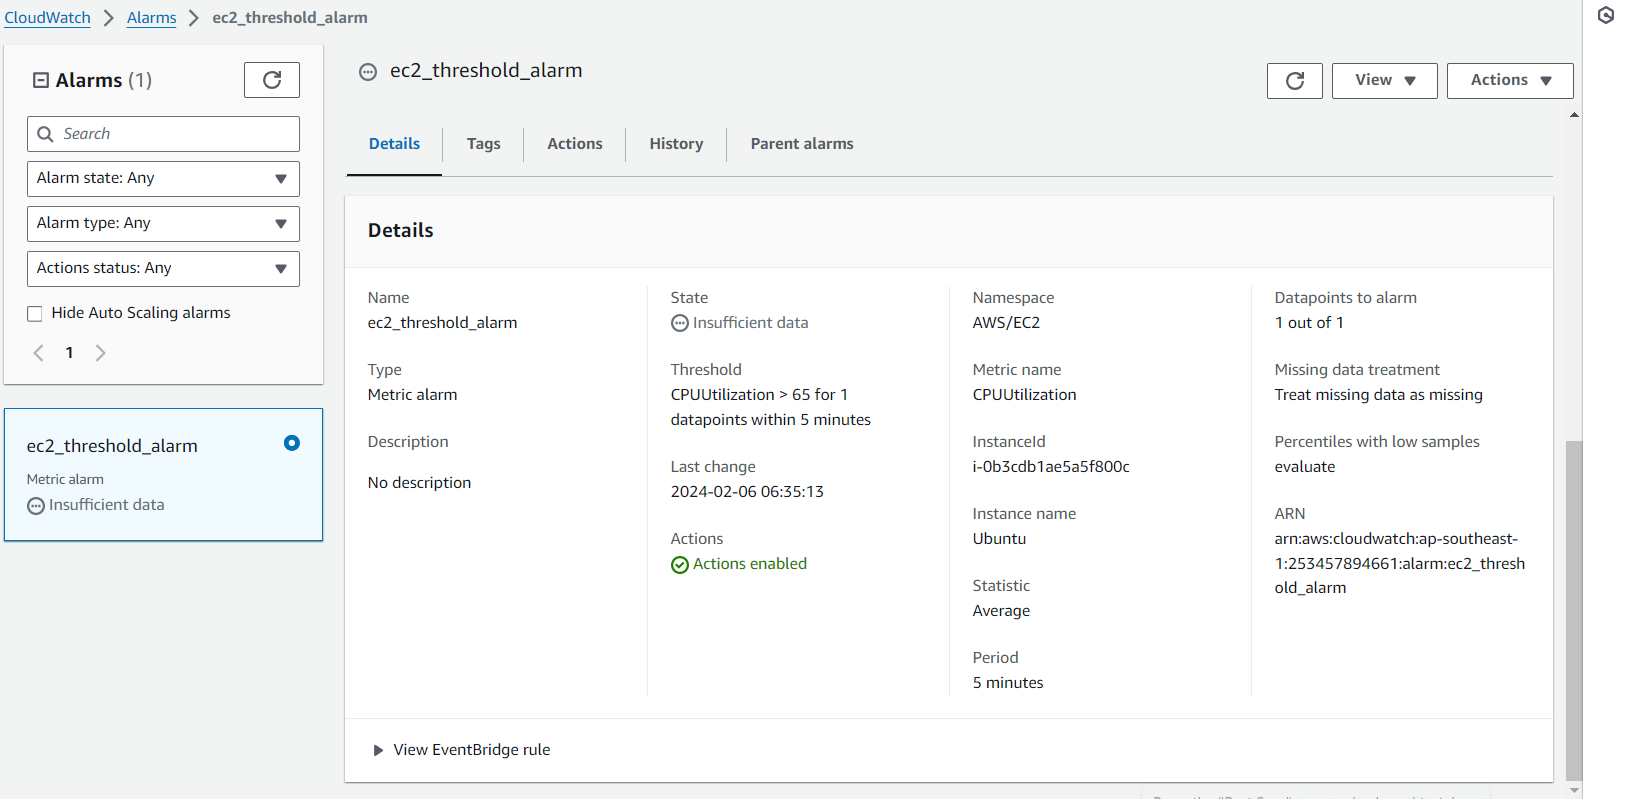 CloudWatch > Alarms > ec2_threshold_alarm
Alarms (1)
Search
Alarm state: Any
Alarm type: Any
Actions status: Any
Hide Auto Scaling alarms
1
ec2_threshold_alarm
Metric alarm
Insufficient data
ec2_threshold_alarm
View
Actions
Details
Tags
Actions
History
Parent alarms
Details
Name
ec2_threshold_alarm
Type
Metric alarm
Description
No description
State
Insufficient data
Threshold
CPUUtilization > 65 for 1
datapoints within 5 minutes
Last change
2024-02-06 06:35:13
Actions
Actions enabled
Namespace
AWS/EC2
Metric name
CPUUtilization
InstanceId
i-0b3cdb1ae5a5f800c
Instance name
Ubuntu
Statistic
Average
Period
5 minutes
Datapoints to alarm
1 out of 1
Missing data treatment
Treat missing data as missing
Percentiles with low samples
evaluate
ARN
arn:aws:cloudwatch:ap-southeast-
1:253457894661:alarm:ec2_thresh
old_alarm
View EventBridge rule